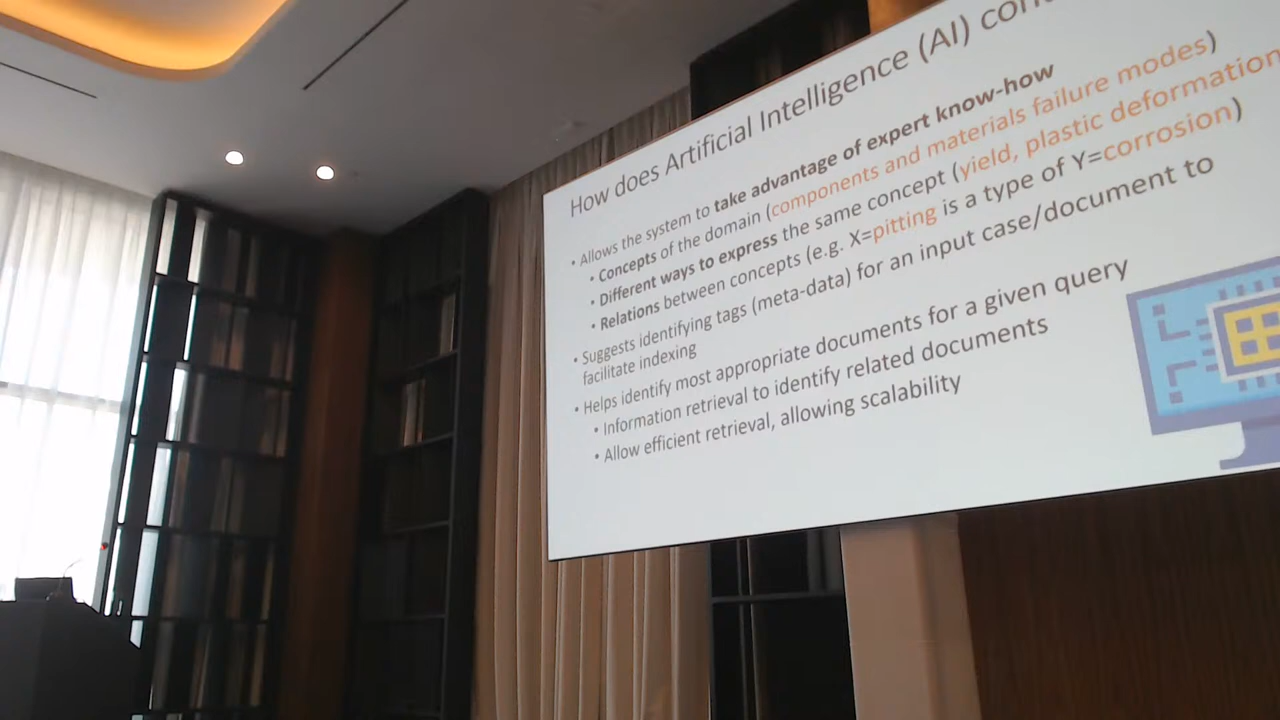 How does Artificial Intelligence (AI)
• Allows the system to take advantage of expert know-how
• Concepts of the domain (components and materials failure modes)
• Different ways to express the same concept (yield, plastic deformation
• Relations between concepts (e.g. X=pitting is a type of Y=corrosion)
• Suggests identifying tags (meta-data) for an input case/document to
facilitate indexing
• Helps identify most appropriate documents for a given query
• Information retrieval to identify related documents
• Allow efficient retrieval, allowing scalability